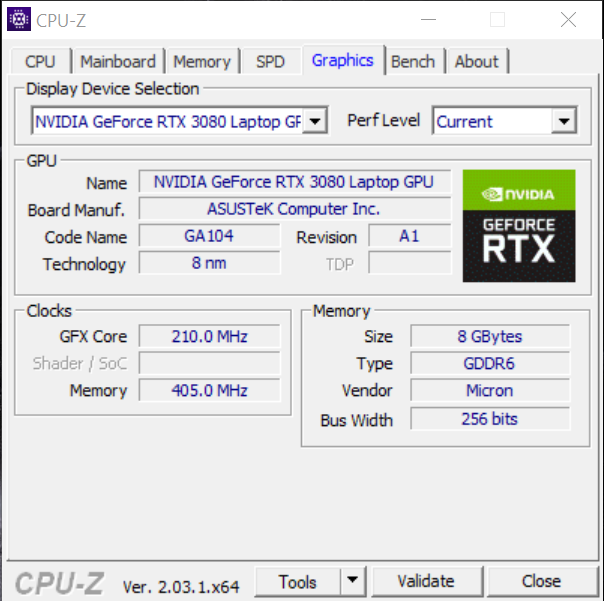 CPU-Z
CPU Mainboard Memory SPD Graphics Bench About
Display Device Selection
NVIDIA GeForce RTX 3080 Laptop GF Perf Level Current
GPU
Name NVIDIA GeForce RTX 3080 Laptop GPU
Board Manuf. ASUSTeK Computer Inc.
Code Name GA104 Revision A1
Technology 8 nm TDP
NVIDIA
GEFORCE
RTX
Clocks
GFX Core 210.0 MHz
Shader / SoC
Memory 405.0 MHz
Memory
Size 8 GBytes
Type GDDR6
Vendor Micron
Bus Width 256 bits
CPU-Z Ver. 2.03.1.x64 Tools Validate Close